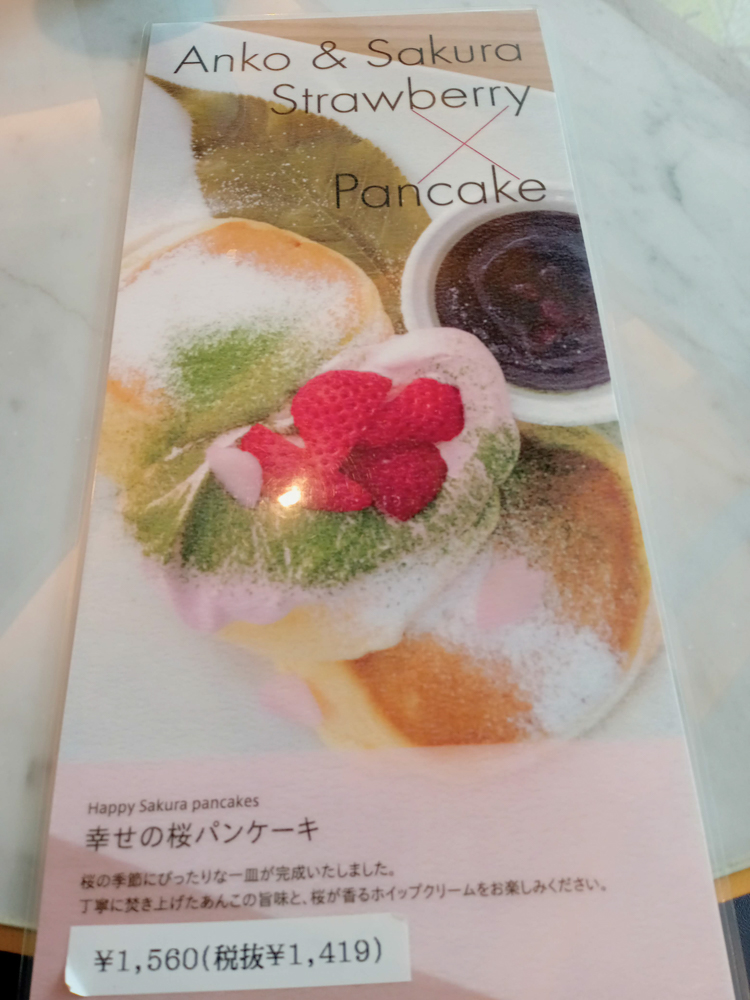 Anko & Sakura
Strawberry
×
Pancake
Happy Sakura pancakes
幸せの桜パンケーキ
桜の季節にぴったりな一皿が完成いたしました。
丁寧に焚き上げたあんこの旨味と、桜が香るホイップクリームをお楽しみください。
¥1,560(税抜¥1,419)